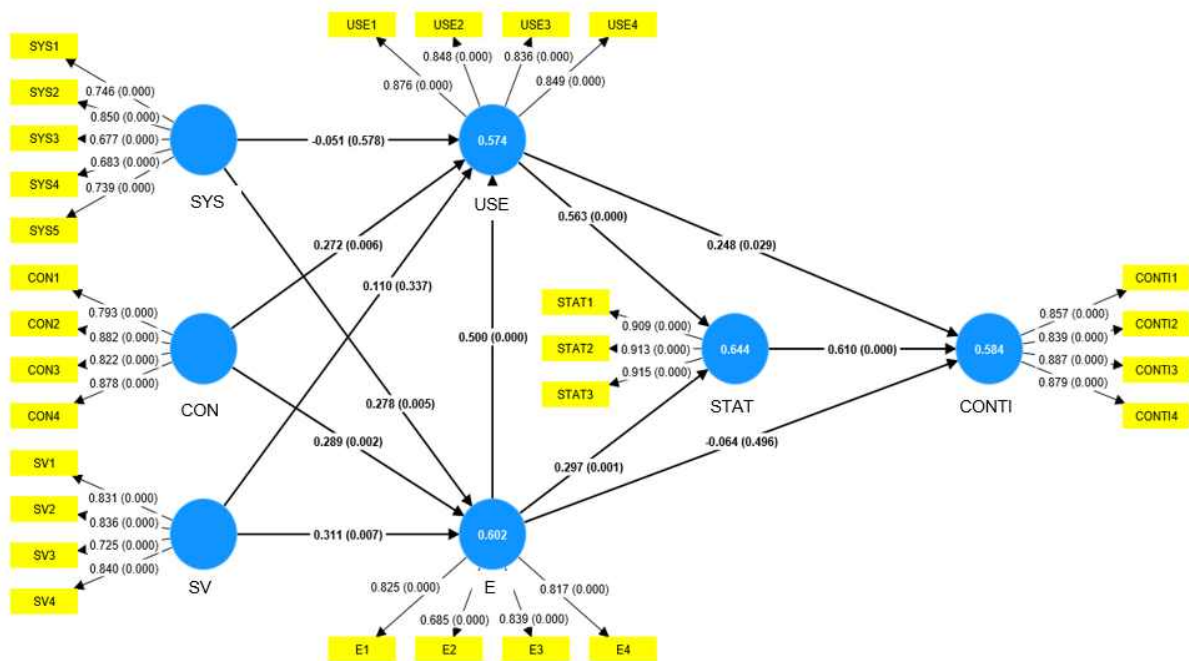 USE1
USE2
USE3
USE4
0.876 (0.000)
0.848 (0.000)
0.836 (0.000)
0.849 (0.000)
SYS1
SYS2
SYS3
SYS4
SYS5
0.746 (0.000)
0.850 (0.000)
0.677 (0.000)
0.683 (0.000)
0.739 (0.000)
SYS
-0.051 (0.578)
0.574
USE
0.272 (0.006)
0.110 (0.337)
0.563 (0.000)
0.248 (0.029)
CON1
CON2
CON3
CON4
0.793 (0.000)
0.882 (0.000)
0.822 (0.000)
0.878 (0.000)
CON
0.278 (0.005)
0.289 (0.002)
0.500 (0.000)
STAT1
STAT2
STAT3
0.909 (0.000)
0.913 (0.000)
0.915 (0.000)
0.644
STAT
0.610 (0.000)
0.584
CONTI
CONTI1
CONTI2
CONTI3
CONTI4
0.857 (0.000)
0.839 (0.000)
0.887 (0.000)
0.879 (0.000)
0.297 (0.001)
-0.064 (0.496)
SV1
SV2
SV3
SV4
0.831 (0.000)
0.836 (0.000)
0.725 (0.000)
0.840 (0.000)
SV
0.311 (0.007)
0.602
E
0.825 (0.000)
0.685 (0.000)
0.839 (0.000)
0.817 (0.000)
E1
E2
E3
E4